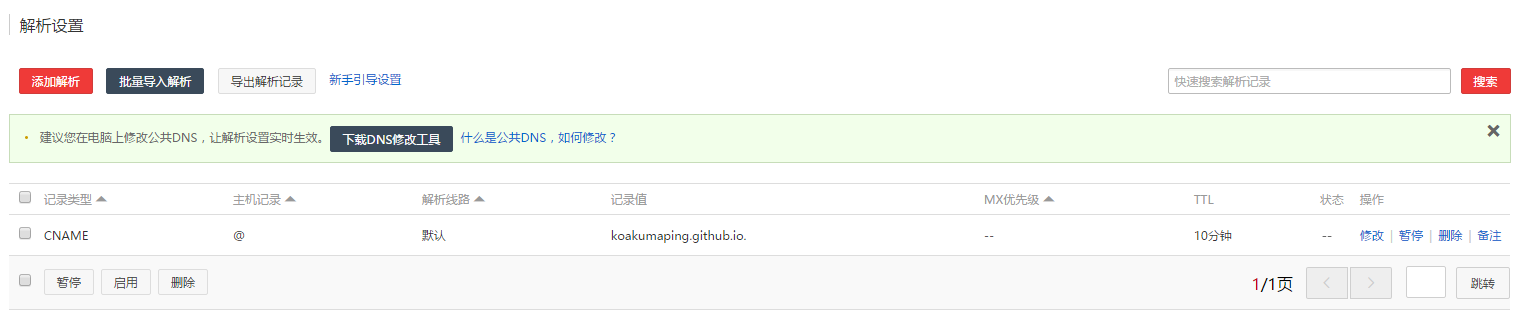 解析设置
添加解析 批量导入解析 导出解析记录 新手引导设置 快速搜索解析记录 搜索
建议您在电脑上修改公共DNS，让解析设置实时生效。 下载DNS修改工具 什么是公共DNS，如何修改？
记录类型 主机记录 解析线路 记录值 MX优先级 TTL 状态 操作
CNAME @ 默认 koakumaping.github.io. -- 10分钟 -- 修改 | 暂停 | 删除 | 备注
暂停 启用 删除 1/1页 跳转